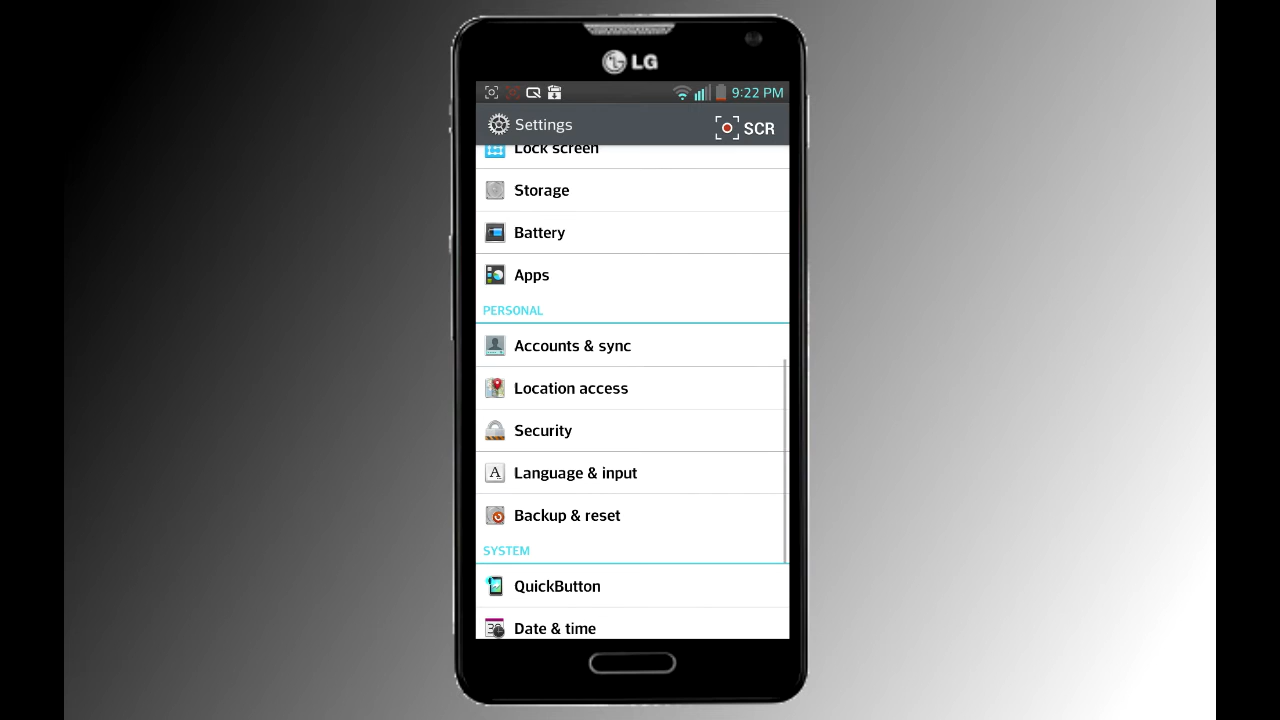 LG
9:22 PM
Settings
SCR
Lock screen
Storage
Battery
Apps
PERSONAL
Accounts & sync
Location access
Security
Language & input
Backup & reset
SYSTEM
QuickButton
Date & time